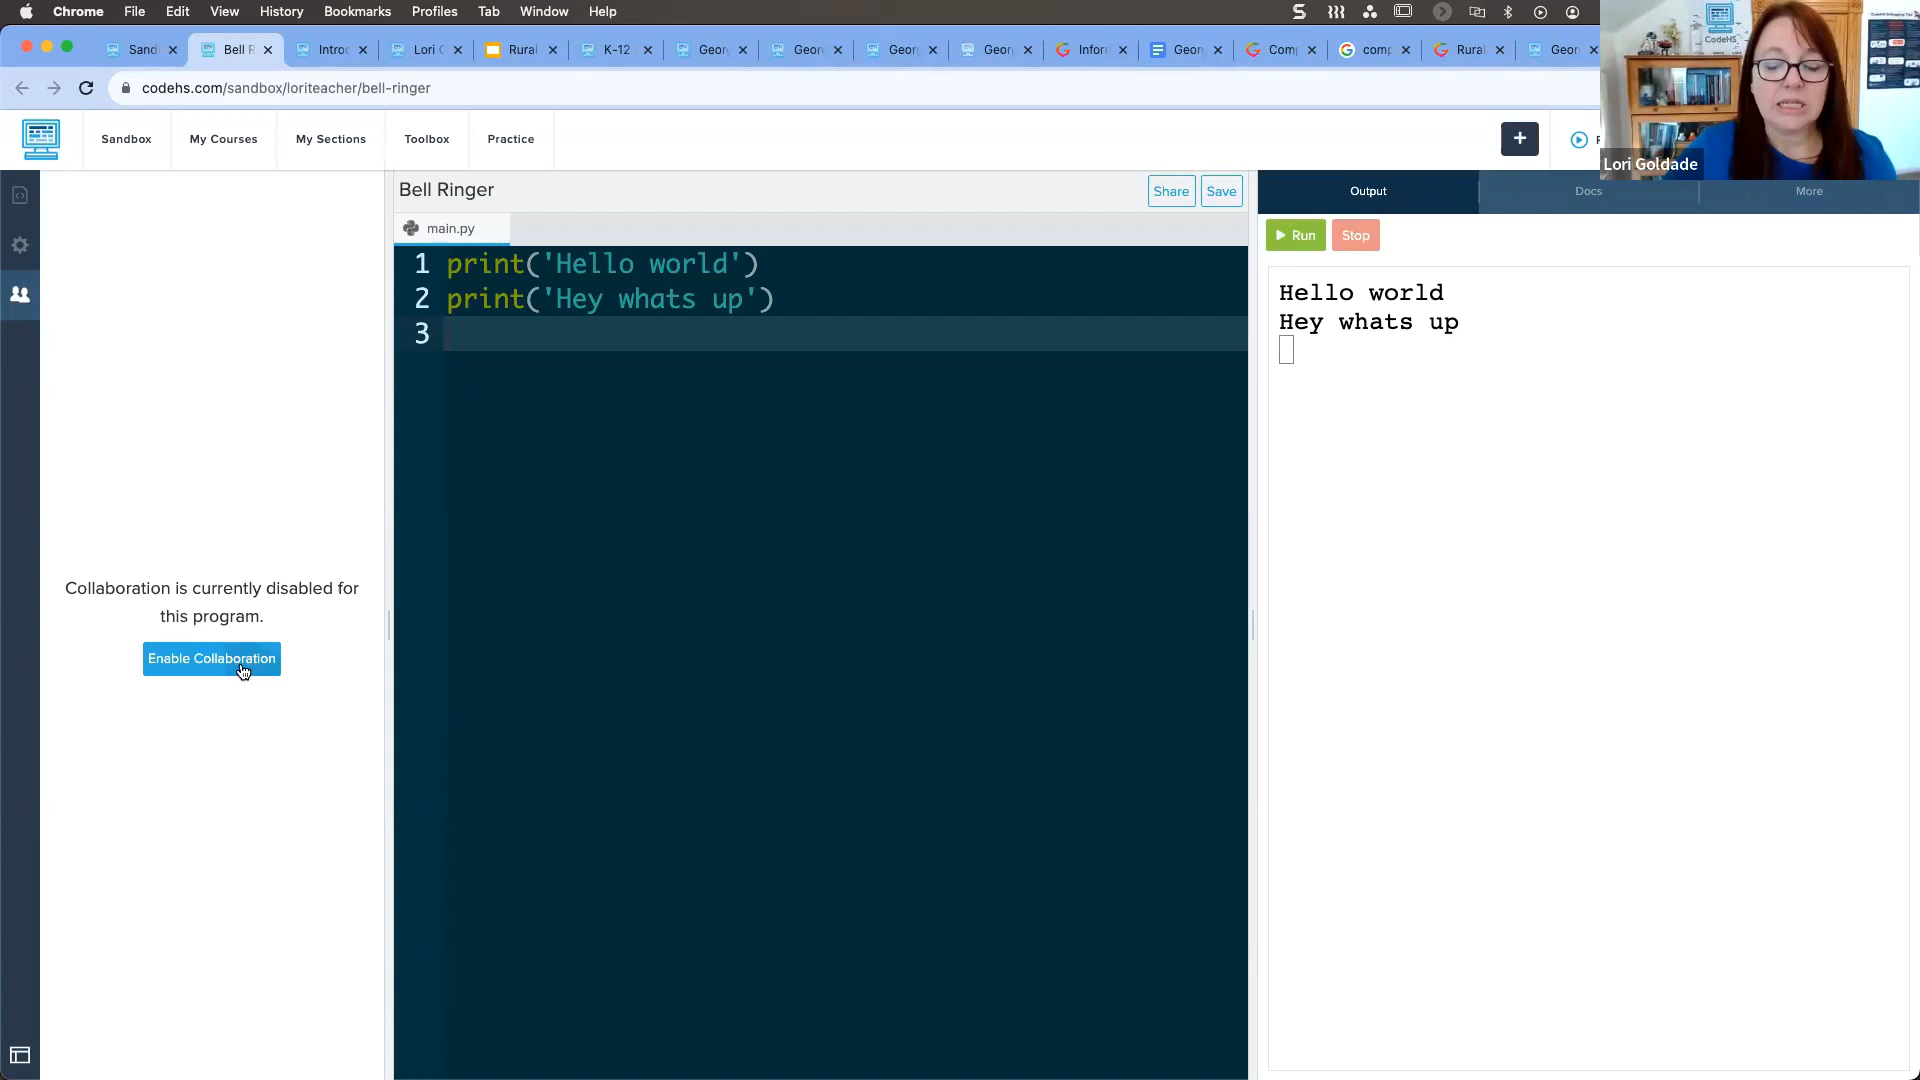 Chrome File Edit View History Bookmarks Profiles Tab Window Help
Sand Bell R Introd Lori C Rural K-12 Geor Geor Geor Geor Infor Geor Comp comp Rural Geor
codehs.com/sandbox/loriteacher/bell-ringer
CodeHS
Sandbox My Courses My Sections Toolbox Practice +
Lori Goldade
Bell Ringer Share Save
Output Docs More
main.py
Run Stop
1 print('Hello world')
2 print('Hey whats up')
3
Hello world
Hey whats up
Collaboration is currently disabled for
this program.
Enable Collaboration